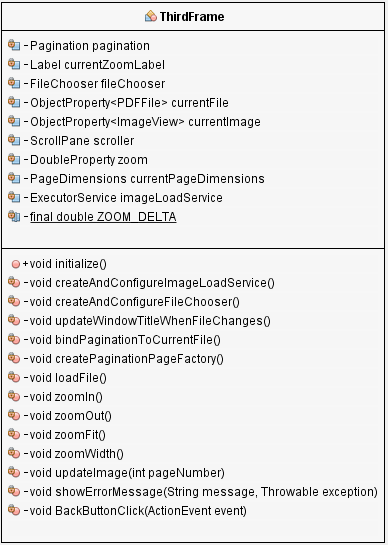 ThirdFrame
- Pagination pagination
- Label currentZoomLabel
- FileChooser fileChooser
- ObjectProperty<PDFFile> currentFile
- ObjectProperty<ImageView> currentImage
- ScrollPane scroller
- DoubleProperty zoom
- PageDimensions currentPageDimensions
- ExecutorService imageLoadService
- final double ZOOM_DELTA
+void initialize()
-void createAndConfigureImageLoadService()
-void createAndConfigureFileChooser()
-void updateWindowTitleWhenFileChanges()
-void bindPaginationToCurrentFile()
-void createPaginationPageFactory()
-void loadFile()
-void zoomIn()
-void zoomOut()
-void zoomFit()
-void zoomWidth()
-void updateImage(int pageNumber)
-void showErrorMessage(String message, Throwable exception)
-void BackButtonClick(ActionEvent event)